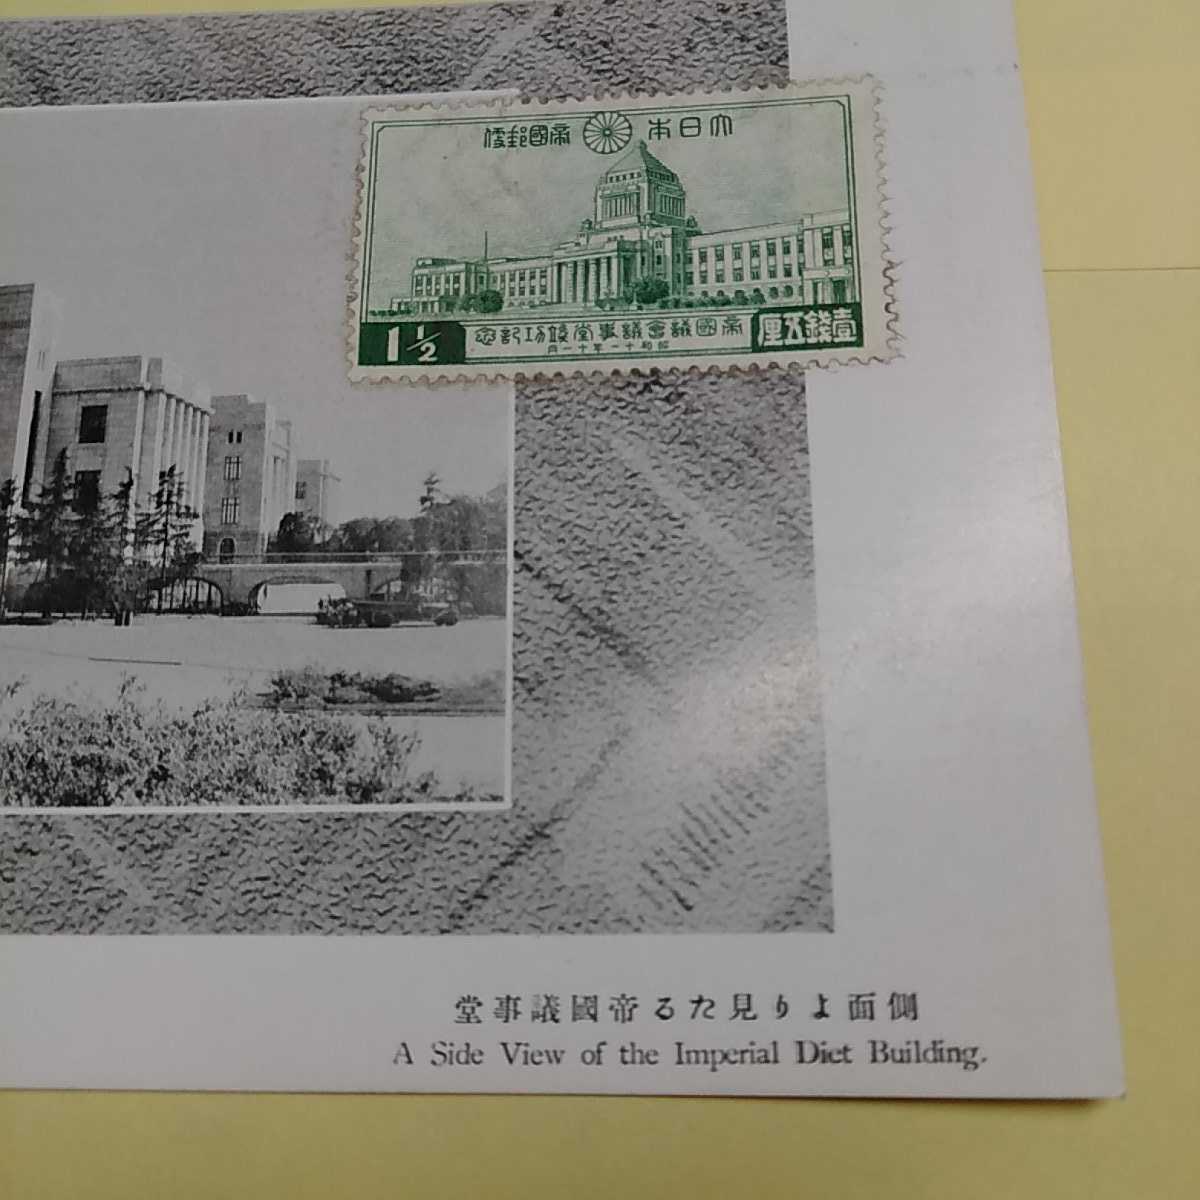 大日本 帝國郵便
1 ½
帝國議會議事堂竣功記念
昭和十一年十一月
壹錢五厘
側面より見たる帝國議事堂
A Side View of the Imperial Diet Building.